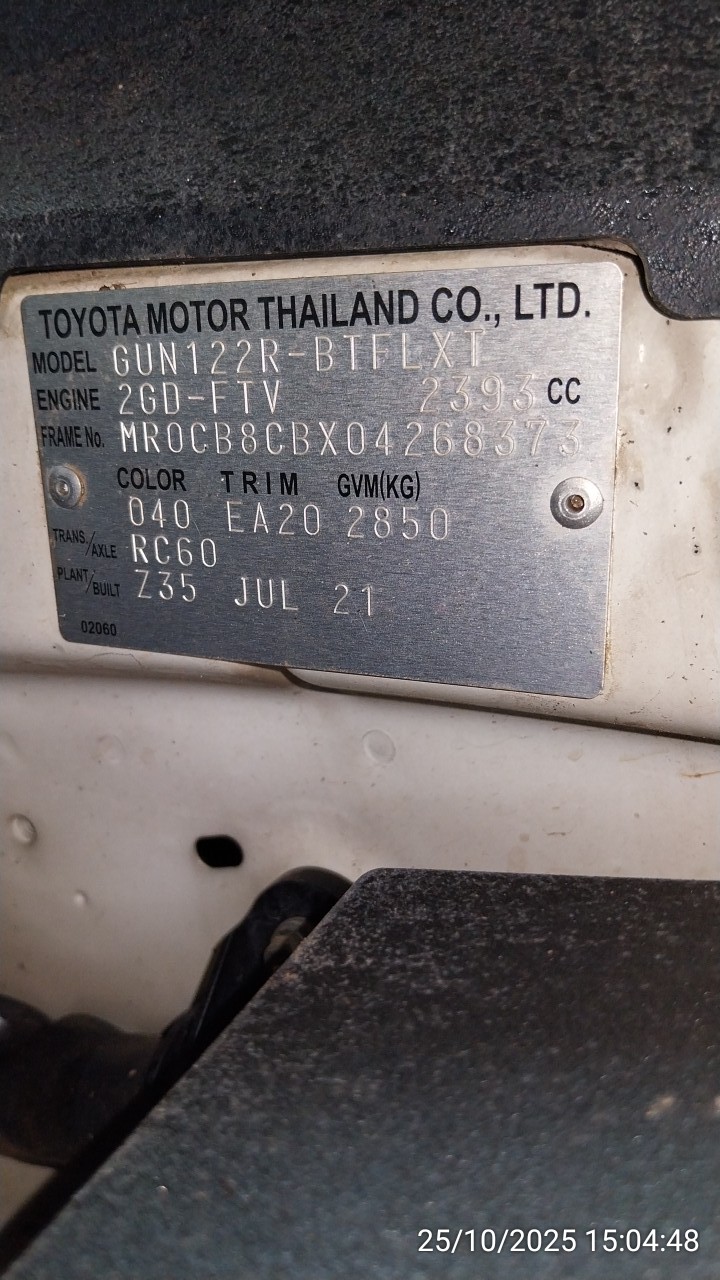 TOYOTA MOTOR THAILAND CO., LTD.
MODEL GUN122R-BTFLXT
ENGINE 2GD-FTV 2393 CC
FRAME No. MR0CB8CBX04268373
COLOR TRIM GVM(KG)
040 EA20 2850
TRANS./AXLE RC60
PLANT/BUILT Z35 JUL 21
02060
25/10/2025 15:04:48